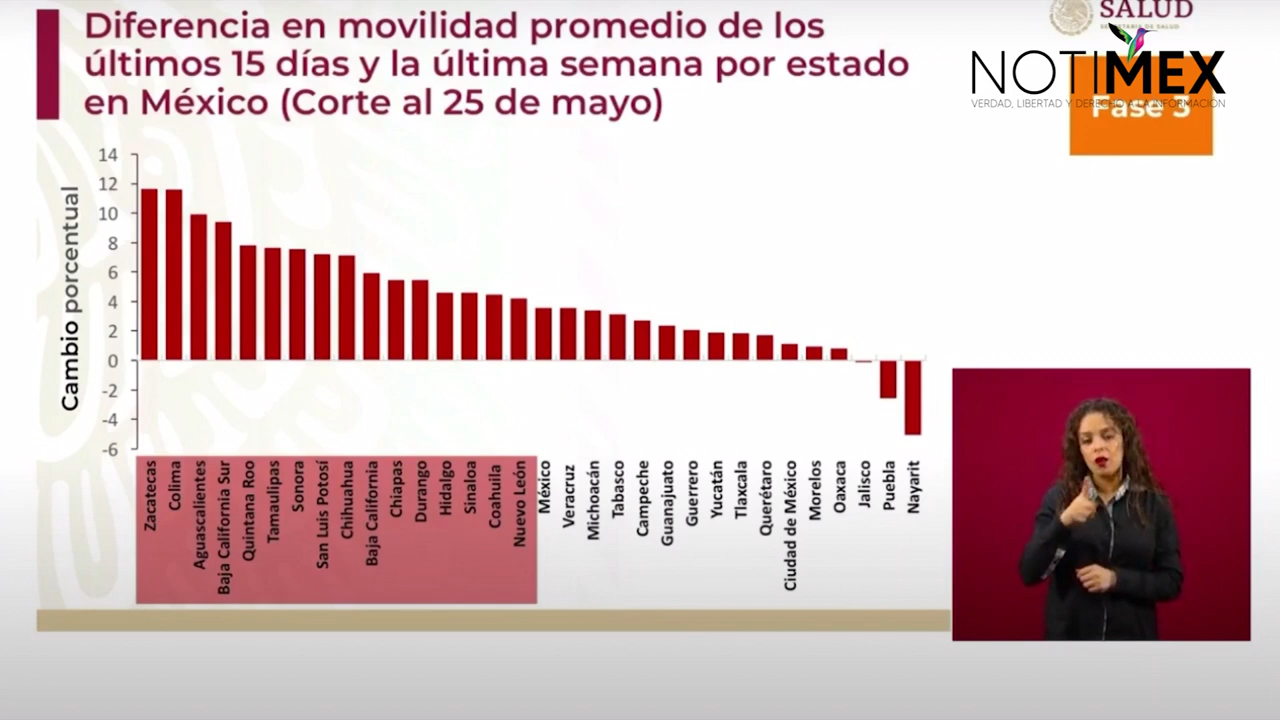 Diferencia en movilidad promedio de los
últimos 15 días y la última semana por estado
en México (Corte al 25 de mayo)
SALUD
SECRETARÍA DE SALUD
NOTIMEX
VERDAD, LIBERTAD Y DERECHO A LA INFORMACIÓN
Fase 3
Cambio porcentual
14
12
10
8
6
4
2
0
-2
-4
-6
Zacatecas
Colima
Aguascalientes
Baja California Sur
Quintana Roo
Tamaulipas
Sonora
San Luis Potosí
Chihuahua
Baja California
Chiapas
Durango
Hidalgo
Sinaloa
Coahuila
Nuevo León
México
Veracruz
Michoacán
Tabasco
Campeche
Guanajuato
Guerrero
Yucatán
Tlaxcala
Querétaro
Ciudad de México
Morelos
Oaxaca
Jalisco
Puebla
Nayarit